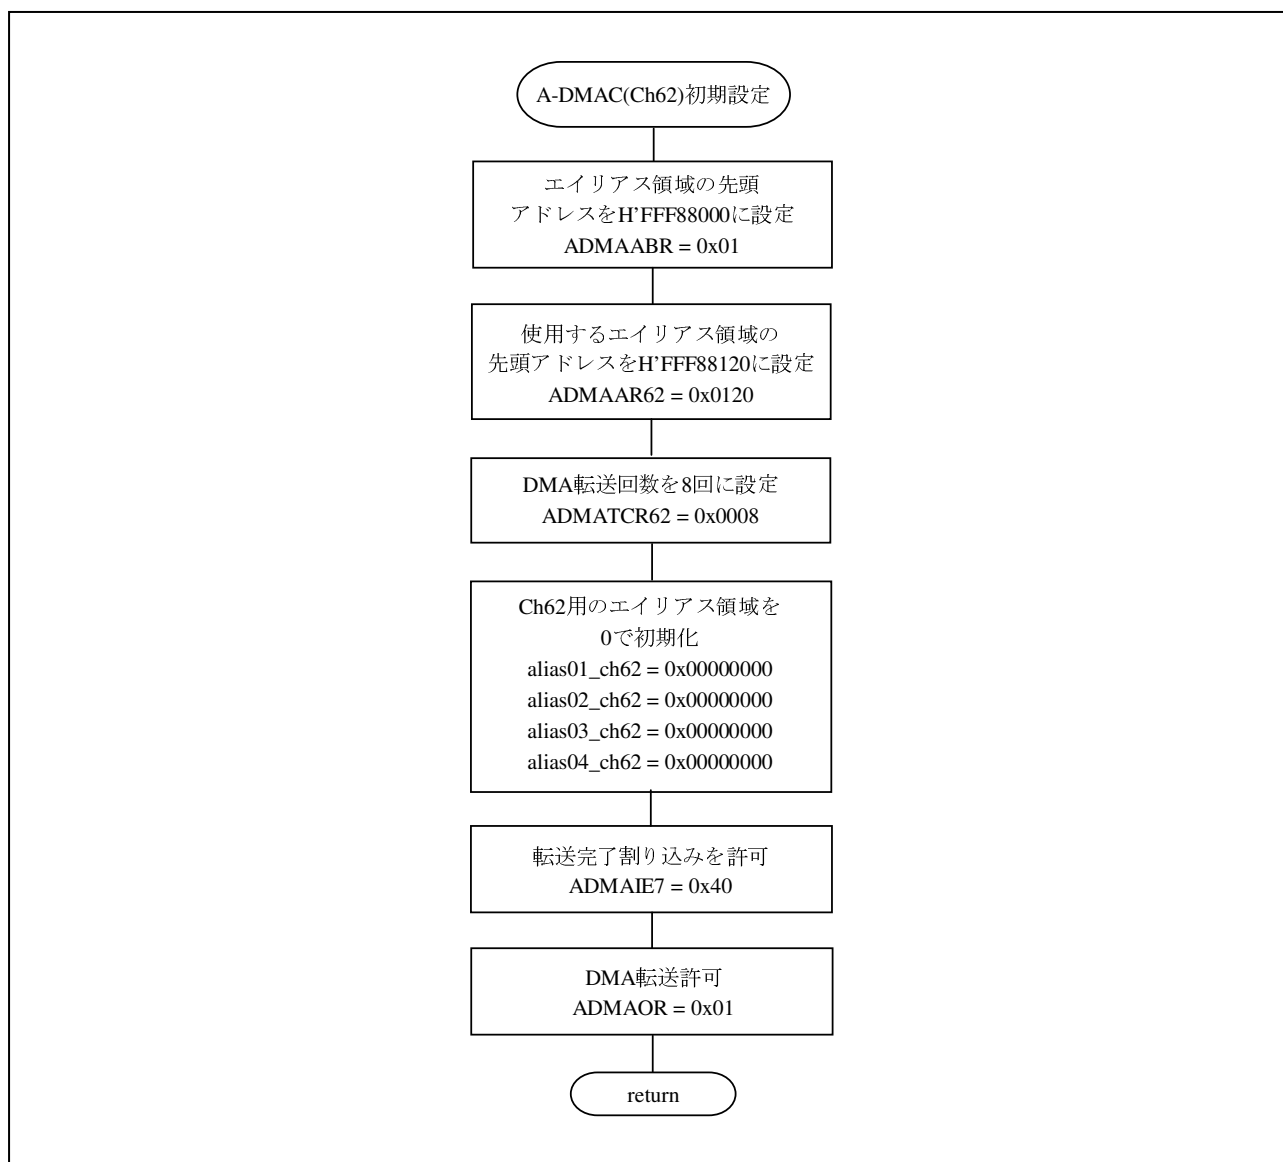 A-DMAC(Ch62)初期設定
エイリアス領域の先頭
アドレスをH'FFF88000に設定
ADMAABR = 0x01
使用するエイリアス領域の
先頭アドレスをH'FFF88120に設定
ADMAAR62 = 0x0120
DMA転送回数を8回に設定
ADMATCR62 = 0x0008
Ch62用のエイリアス領域を
0で初期化
alias01_ch62 = 0x00000000
alias02_ch62 = 0x00000000
alias03_ch62 = 0x00000000
alias04_ch62 = 0x00000000
転送完了割り込みを許可
ADMAIE7 = 0x40
DMA転送許可
ADMAOR = 0x01
return